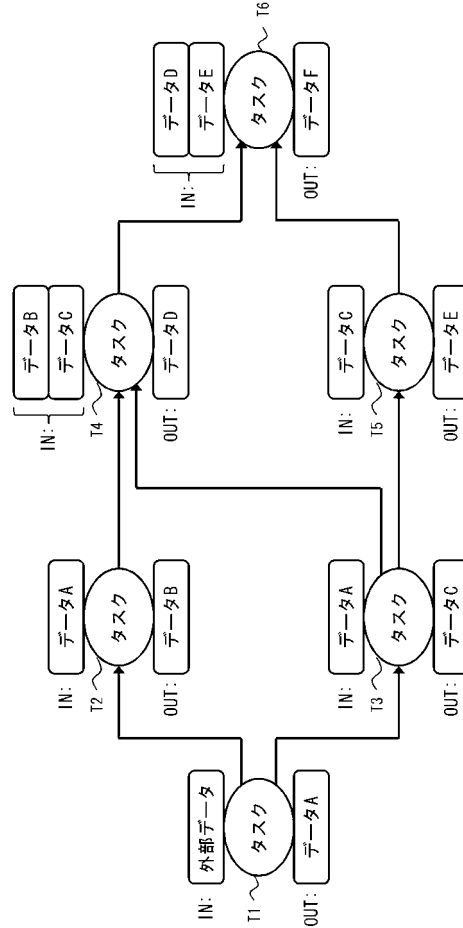 IN:
外部データ
タスク
T1
OUT:
データA
IN:
データA
タスク
T2
OUT:
データB
IN:
データA
タスク
T3
OUT:
データC
IN:
データB
データC
タスク
T4
OUT:
データD
IN:
データC
タスク
T5
OUT:
データE
IN:
データD
データE
タスク
T6
OUT:
データF